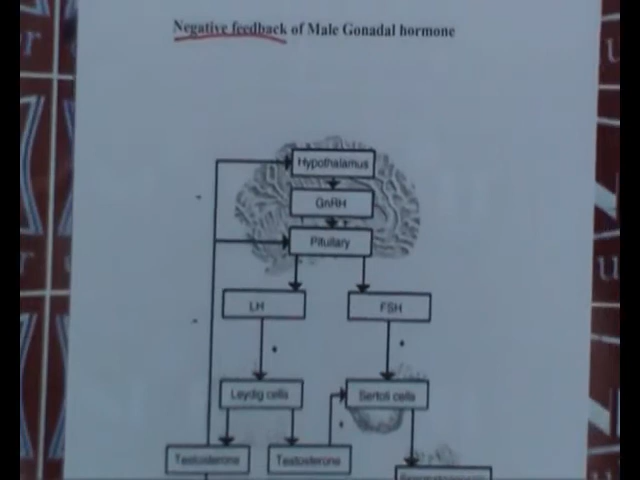 Negative feedback of Male Gonadal hormone
Hypothalamus
GnRH
Pituitary
LH
FSH
Leydig cells
Sertoli cells
Testosterone
Testosterone